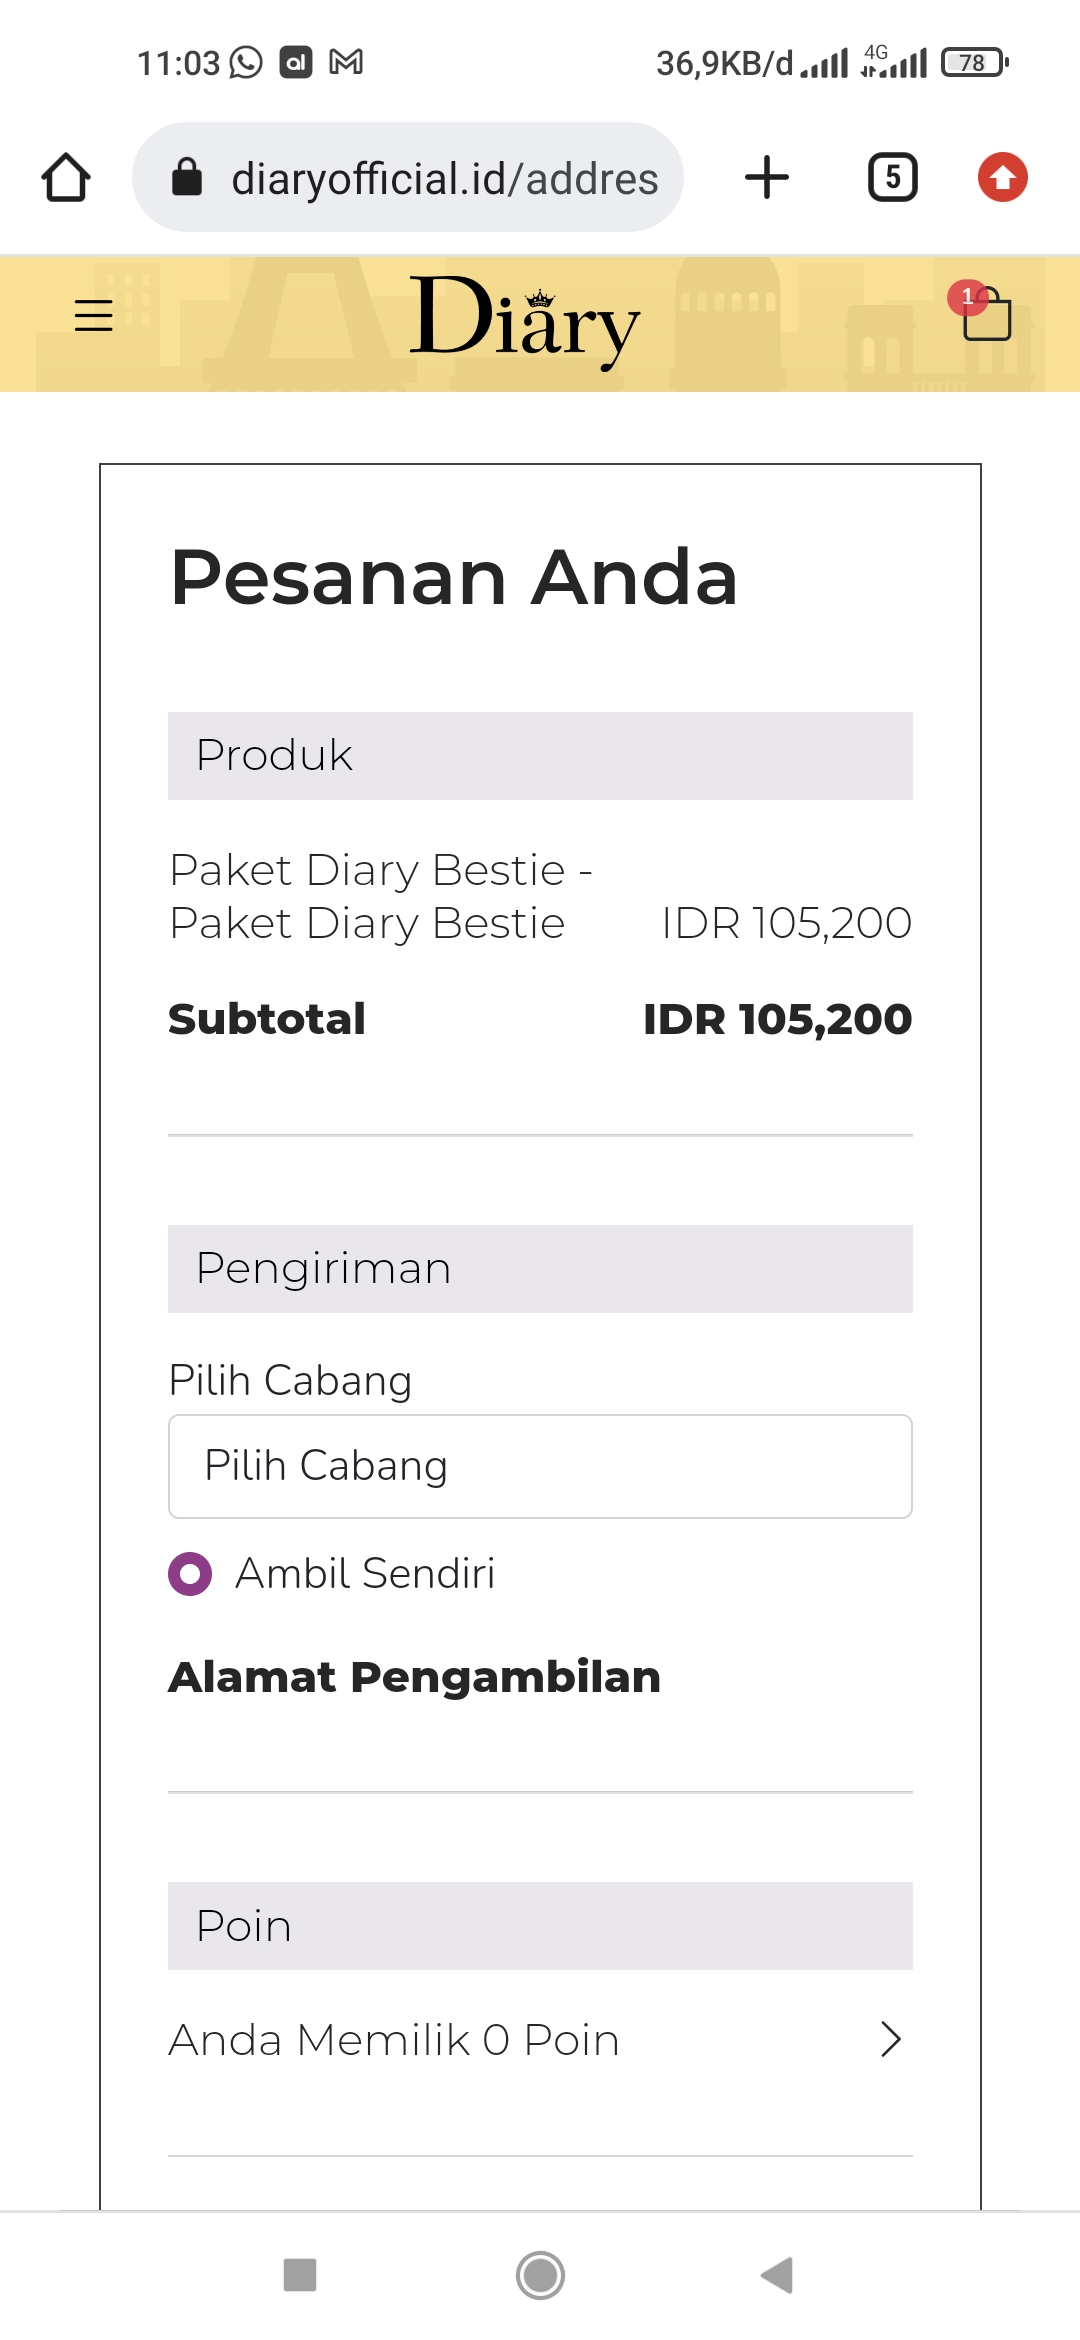 11:03 al 36,9KB/d 4G 78
diaryofficial.id/addres 5
Diary 1
Pesanan Anda
Produk
Paket Diary Bestie -
Paket Diary Bestie IDR 105,200
Subtotal IDR 105,200
Pengiriman
Pilih Cabang
Pilih Cabang
Ambil Sendiri
Alamat Pengambilan
Poin
Anda Memilik 0 Poin